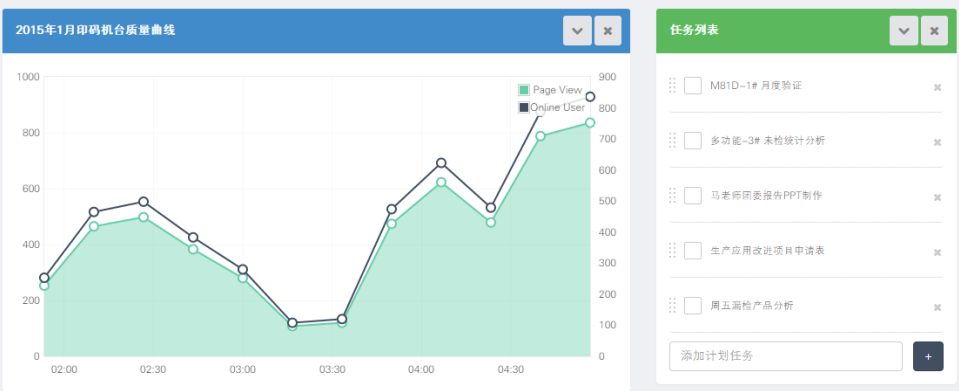 2015年1月印码机台质量曲线
1000
800
600
400
200
0
900
800
700
600
500
400
300
200
100
0
Page View
Online User
02:00 02:30 03:00 03:30 04:00 04:30
任务列表
M81D-1# 月度验证
多功能-3# 未检统计分析
马老师团委报告PPT制作
生产应用改进项目申请表
周五漏检产品分析
添加计划任务
+